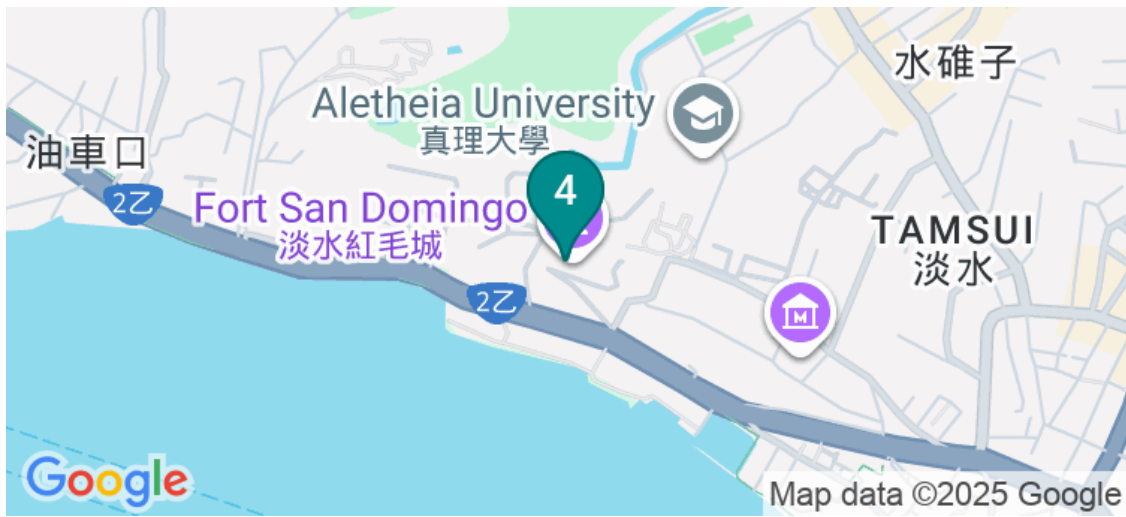 水碓子
Aletheia University
真理大學
油車口
4
2乙
Fort San Domingo
淡水紅毛城
TAMSUI
淡水
2乙
M
Google
Map data ©2025 Google